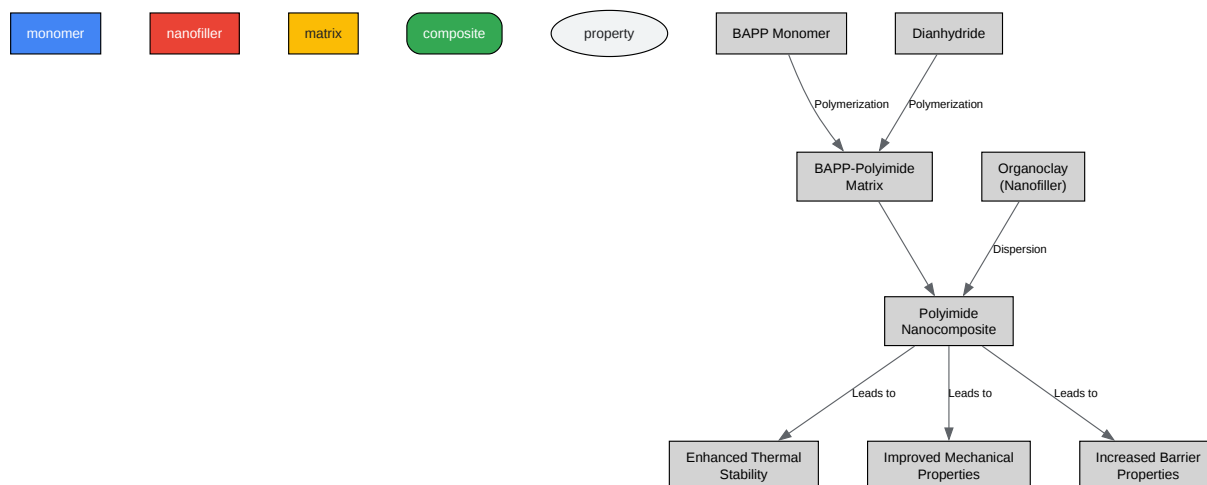 monomer
nanofiller
matrix
composite
property
BAPP Monomer
Dianhydride
Polymerization
Polymerization
BAPP-Polyimide
Matrix
Organoclay
(Nanofiller)
Dispersion
Polyimide
Nanocomposite
Leads to
Leads to
Leads to
Enhanced Thermal
Stability
Improved Mechanical
Properties
Increased Barrier
Properties